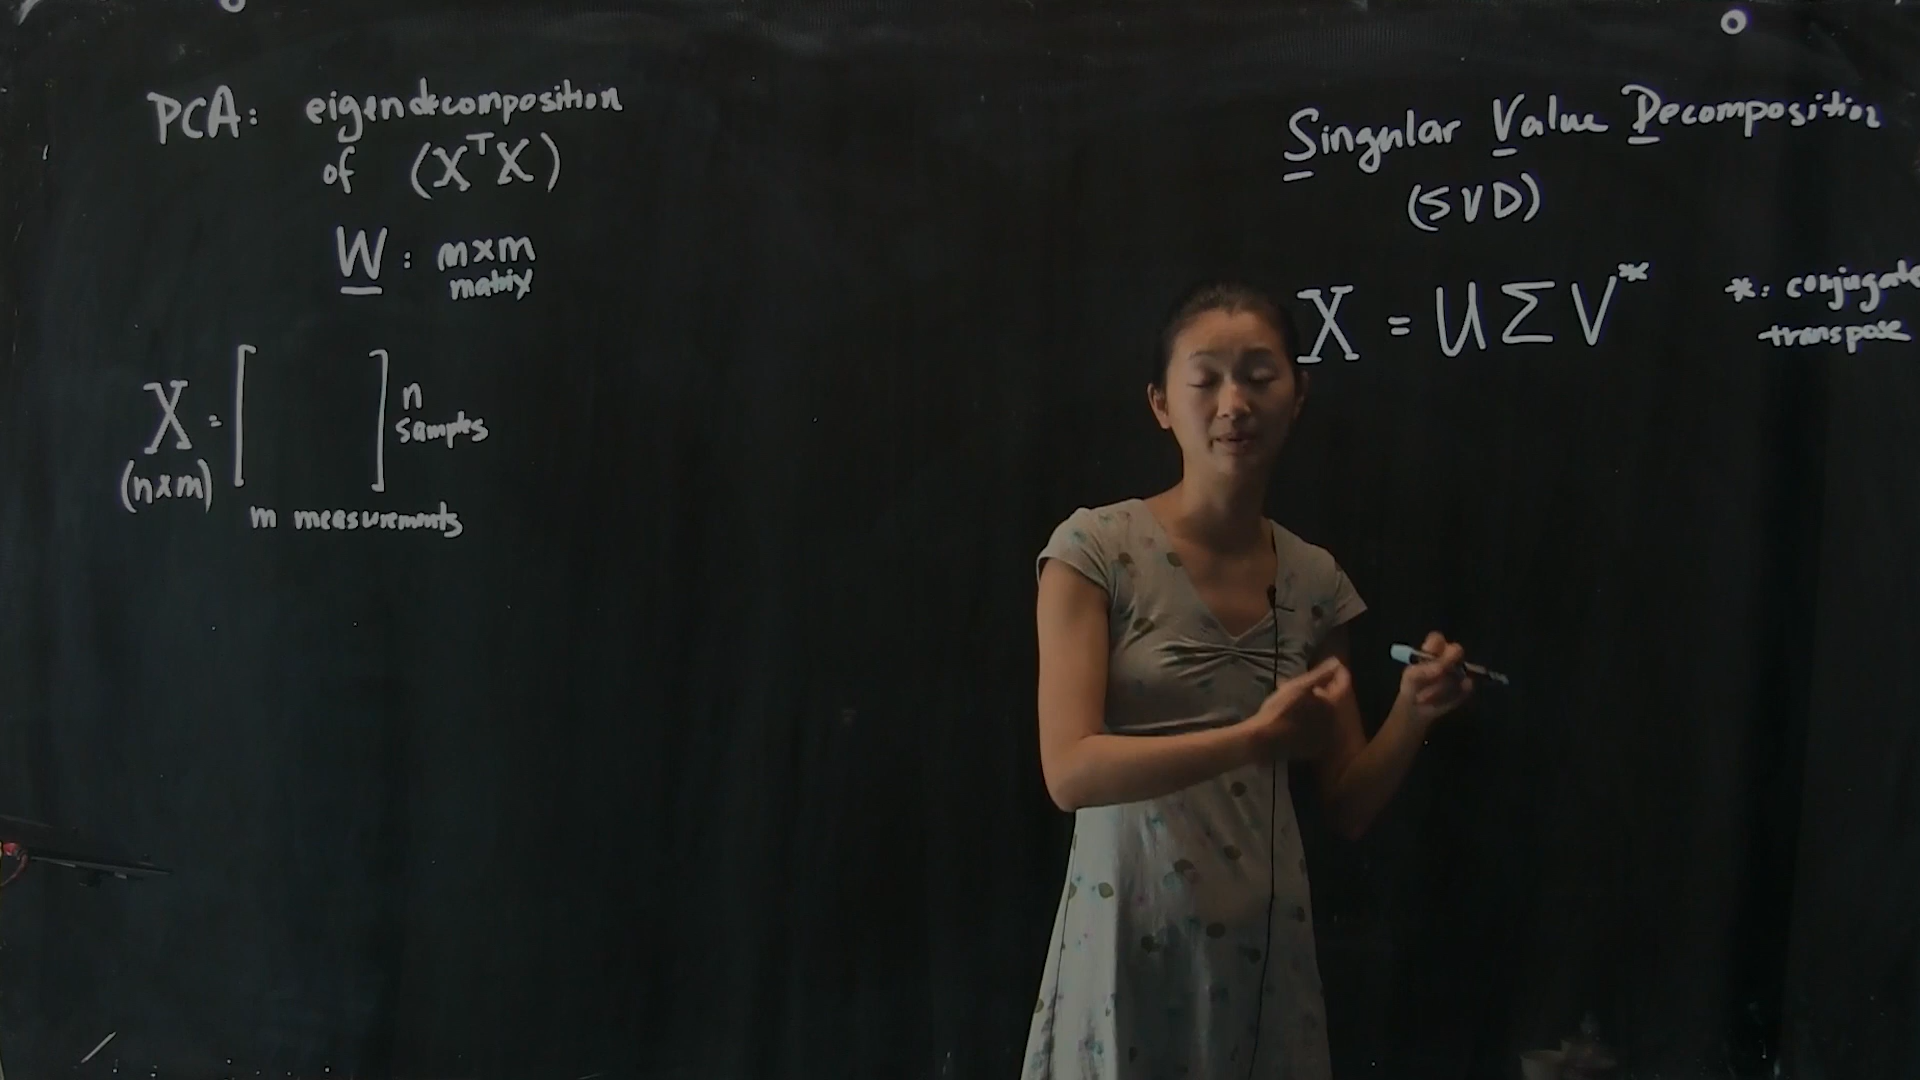 PCA: eigendecomposition
of (XᵀX)
W : m×m
matrix
X = [ ] n
samples
(n×m)
m measurements
Singular Value Decomposition
(SVD)
X = UΣV*
*: conjugate
transpose